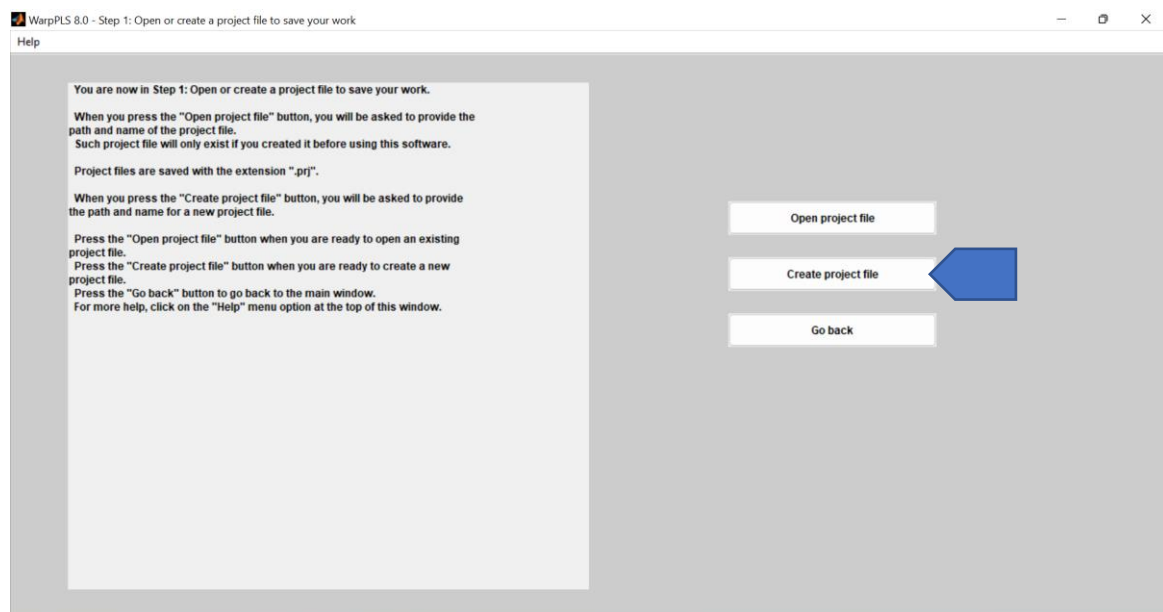 WarpPLS 8.0 - Step 1: Open or create a project file to save your work
Help
You are now in Step 1: Open or create a project file to save your work.
When you press the "Open project file" button, you will be asked to provide the
path and name of the project file.
Such project file will only exist if you created it before using this software.
Project files are saved with the extension ".prj".
When you press the "Create project file" button, you will be asked to provide
the path and name for a new project file.
Press the "Open project file" button when you are ready to open an existing
project file.
Press the "Create project file" button when you are ready to create a new
project file.
Press the "Go back" button to go back to the main window.
For more help, click on the "Help" menu option at the top of this window.
Open project file
Create project file
Go back